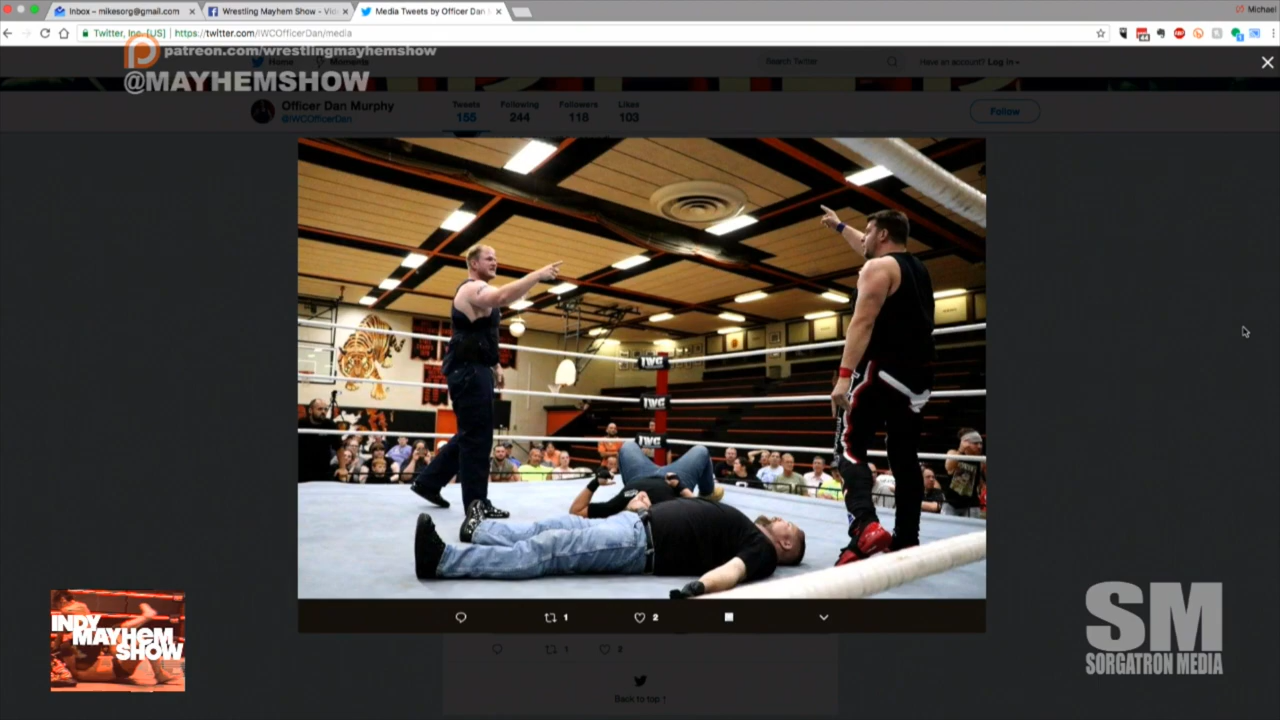 Inbox - mikesorg@gmail.com
Wrestling Mayhem Show - Vid
Media Tweets by Officer Dan
Michael
Twitter, Inc. [US]
https://twitter.com/IWCOfficerDan/media
patreon.com/wrestlingmayhemshow
@MAYHEMSHOW
Home
Moments
Search Twitter
Have an account? Log in
Officer Dan Murphy
@IWCOfficerDan
Tweets
155
Following
244
Followers
118
Likes
103
Follow
IWC
IWC
IWC
1
2
1
2
Back to top ↑
INDY
MAYHEM
SHOW
SM
SORGATRON MEDIA